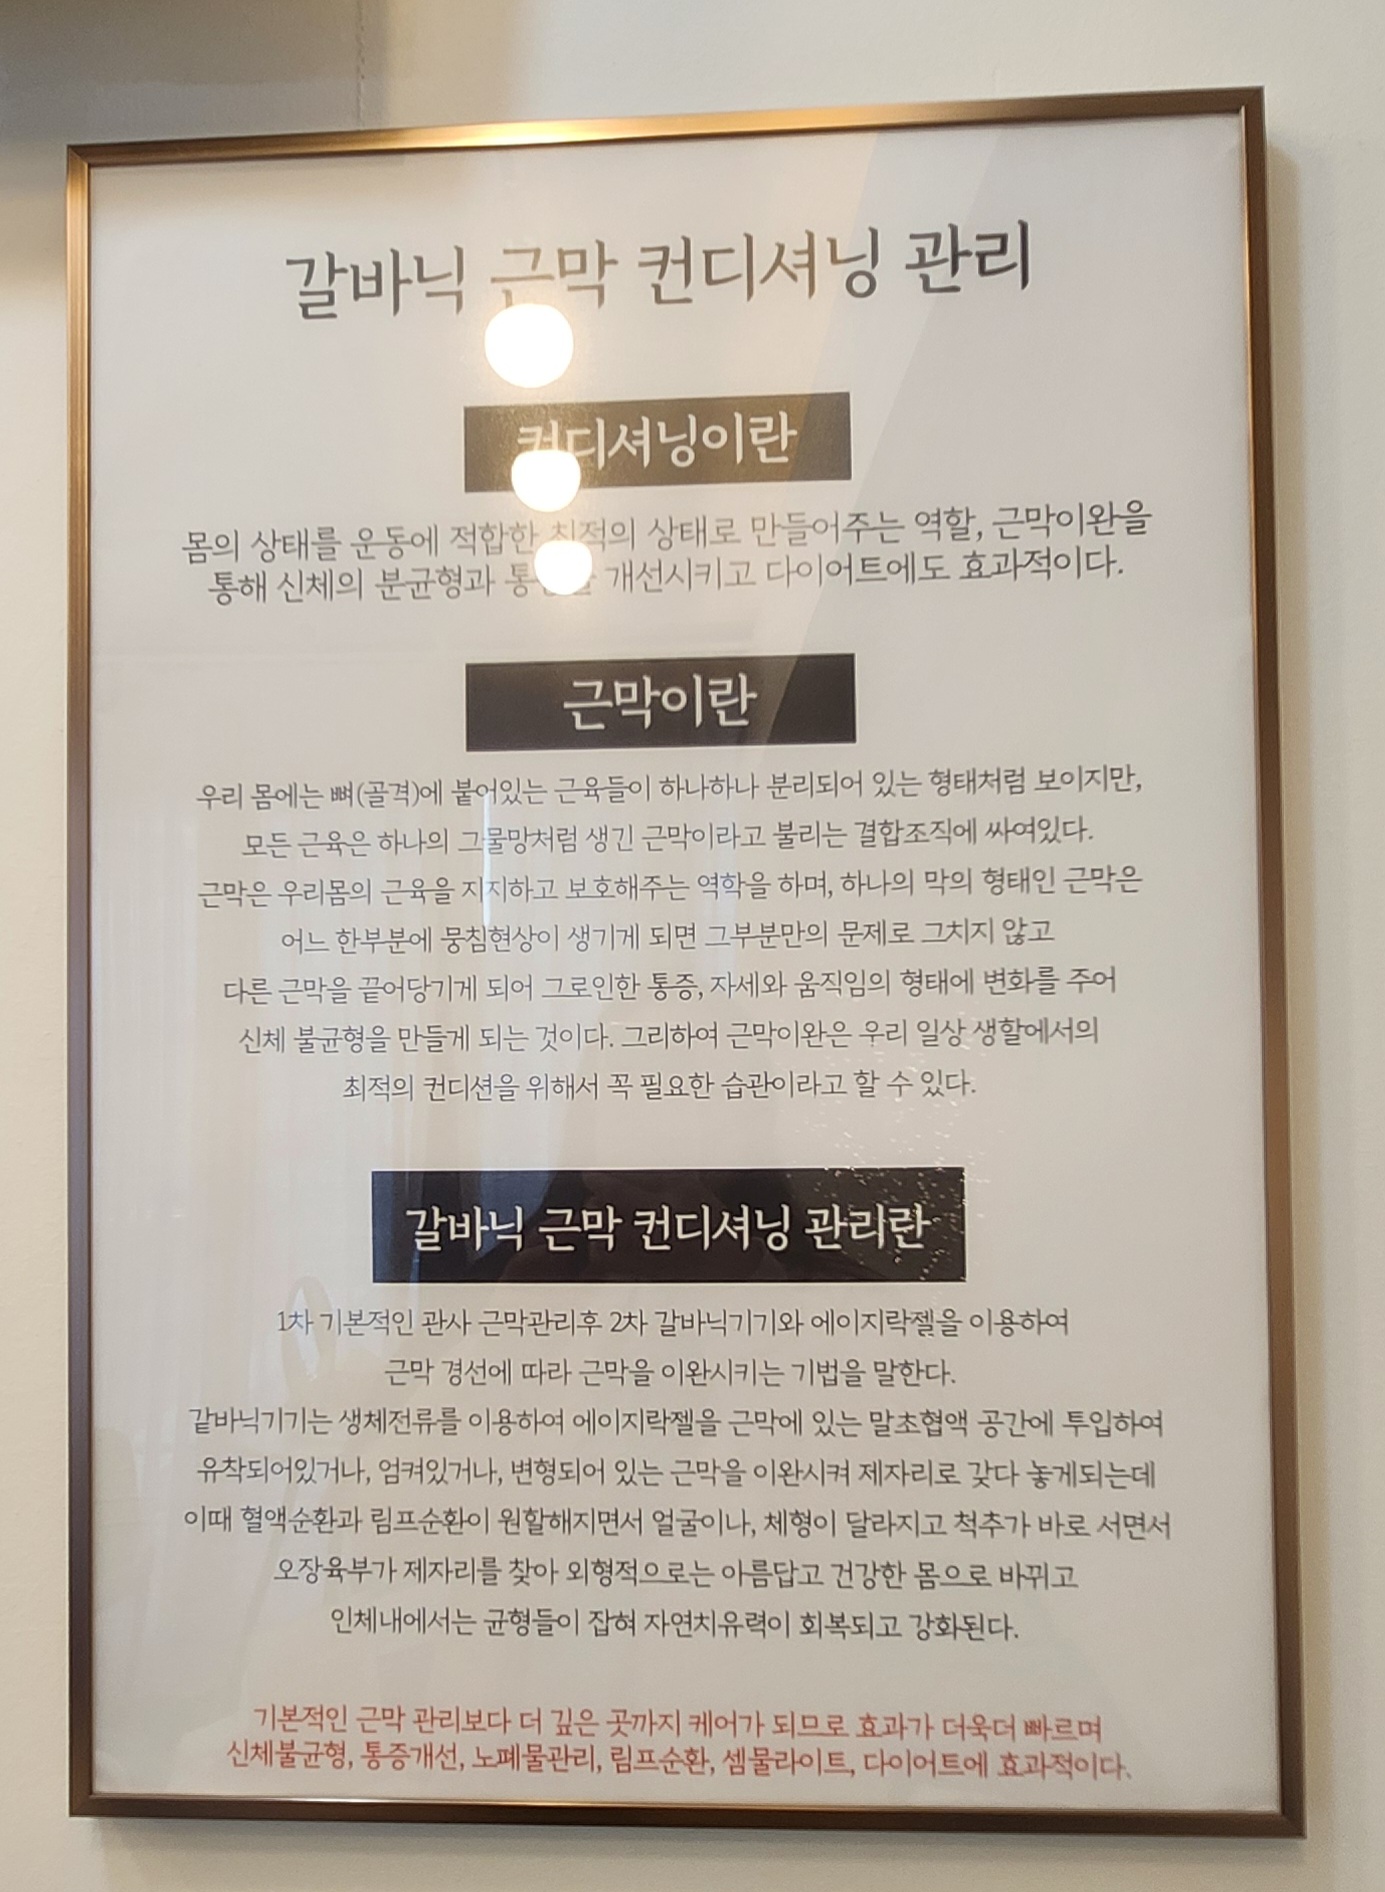 갈바닉 근막 컨디셔닝 관리
컨디셔닝이란
몸의 상태를 운동에 적합한 최적의 상태로 만들어주는 역할, 근막이완을
통해 신체의 분균형과 개선시키고 다이어트에도 효과적이다.
근막이란
우리 몸에는 뼈(골격)에 붙어있는 근육들이 하나하나 분리되어 있는 형태처럼 보이지만,
모든 근육은 하나의 그물망처럼 생긴 근막이라고 불리는 결합조직에 싸여있다.
근막은 우리몸의 근육을 지지하고 보호해주는 역학을 하며, 하나의 막의 형태인 근막은
어느 한부분에 뭉침현상이 생기게 되면 그부분만의 문제로 그치지 않고
다른 근막을 끝어당기게 되어 그로인한 통증, 자세와 움직임의 형태에 변화를 주어
신체 불균형을 만들게 되는 것이다. 그리하여 근막이완은 우리 일상 생활에서의
최적의 컨디션을 위해서 꼭 필요한 습관이라고 할 수 있다.
갈바닉 근막 컨디셔닝 관리란
1차 기본적인 관사 근막관리후 2차 갈바닉기기와 에이지락젤을 이용하여
근막 경선에 따라 근막을 이완시키는 기법을 말한다.
같바닉기기는 생체전류를 이용하여 에이지락젤을 근막에 있는 말초협액 공간에 투입하여
유착되어있거나, 엄켜있거나, 변형되어 있는 근막을 이완시켜 제자리로 갖다 놓게되는데
이때 혈액순환과 림프순환이 원할해지면서 얼굴이나, 체형이 달라지고 척추가 바로 서면서
오장육부가 제자리를 찾아 외형적으로는 아름답고 건강한 몸으로 바뀌고
인체내에서는 균형들이 잡혀 자연치유력이 회복되고 강화된다.
기본적인 근막 관리보다 더 깊은 곳까지 케어가 되므로 효과가 더욱더 빠르며
신체불균형, 통증개선, 노폐물관리, 림프순환, 셈물라이트, 다이어트에 효과적이다.